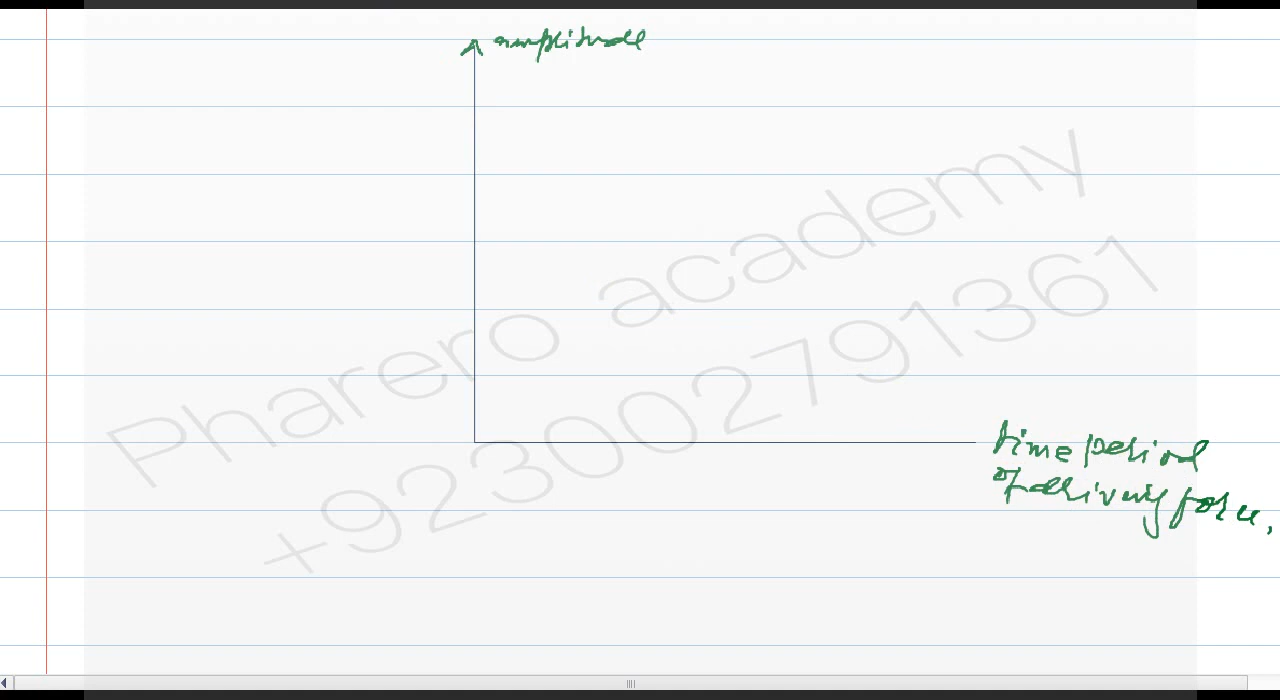 amplitude
Pharero academy
+923002791361
time period
of driving force.